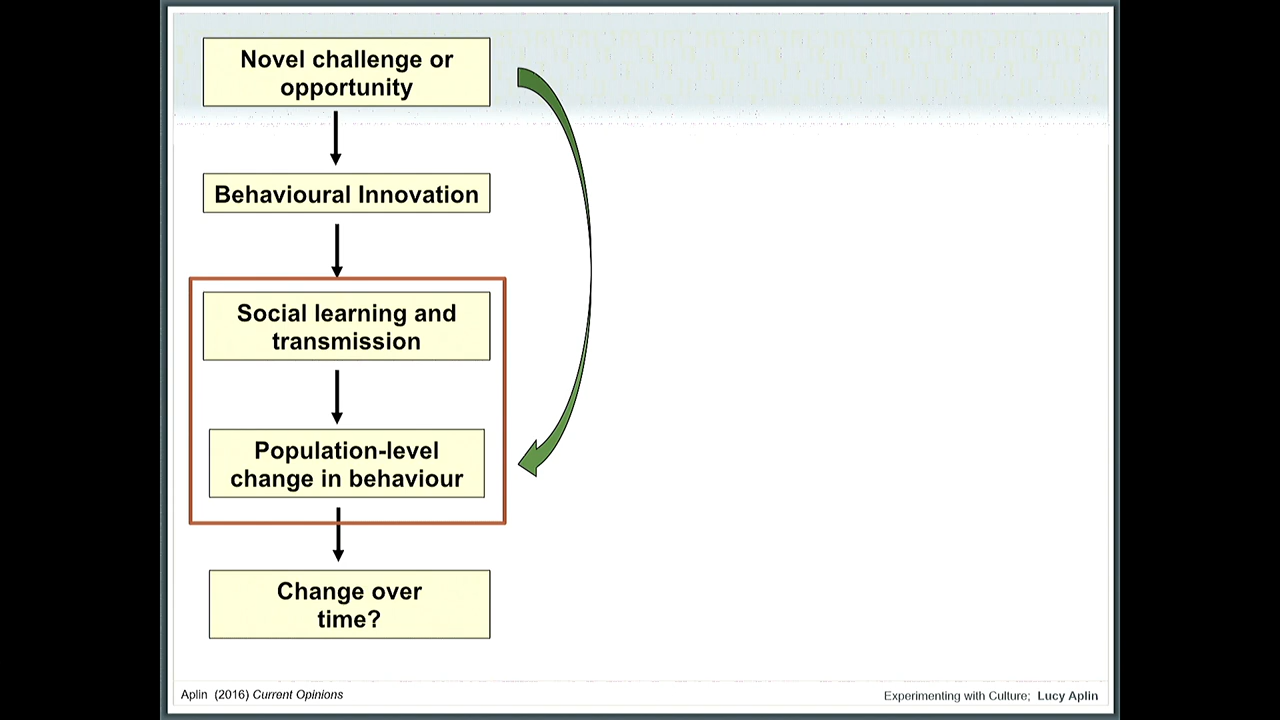 Novel challenge or
opportunity
Behavioural Innovation
Social learning and
transmission
Population-level
change in behaviour
Change over
time?
Aplin (2016) Current Opinions
Experimenting with Culture; Lucy Aplin